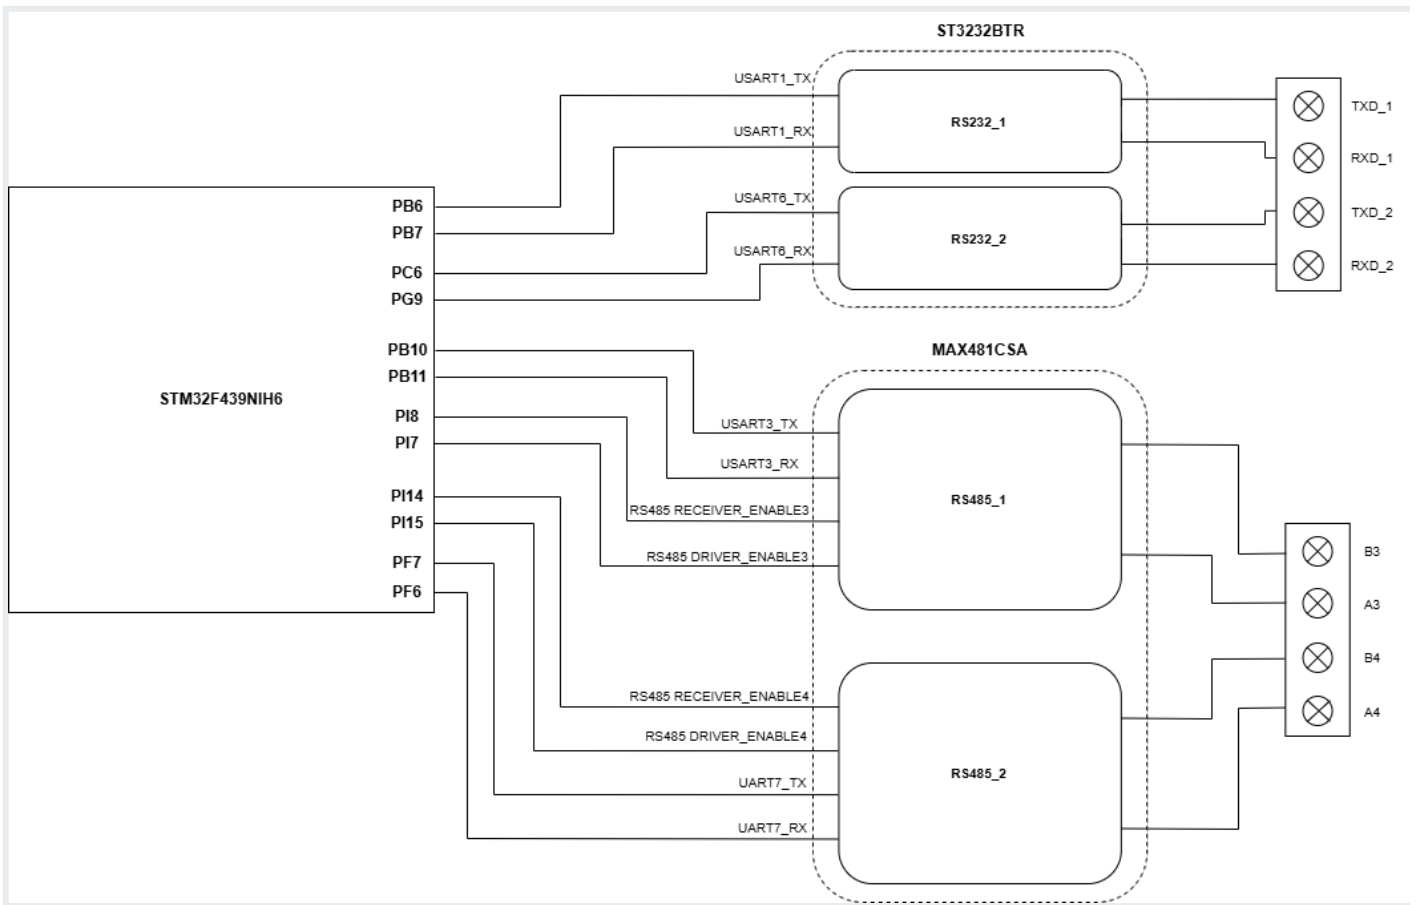 ST3232BTR
USART1_TX
RS232_1
TXD_1
USART1_RX
RXD_1
PB6
USART6_TX
TXD_2
PB7
RS232_2
USART6_RX
RXD_2
PC6
PG9
PB10
MAX481CSA
PB11
STM32F439NIH6
PI8
USART3_TX
PI7
USART3_RX
PI14
RS485_1
RS485 RECEIVER_ENABLE3
PI15
RS485 DRIVER_ENABLE3
B3
PF7
PF6
A3
B4
RS485 RECEIVER_ENABLE4
A4
RS485 DRIVER_ENABLE4
RS485_2
UART7_TX
UART7_RX